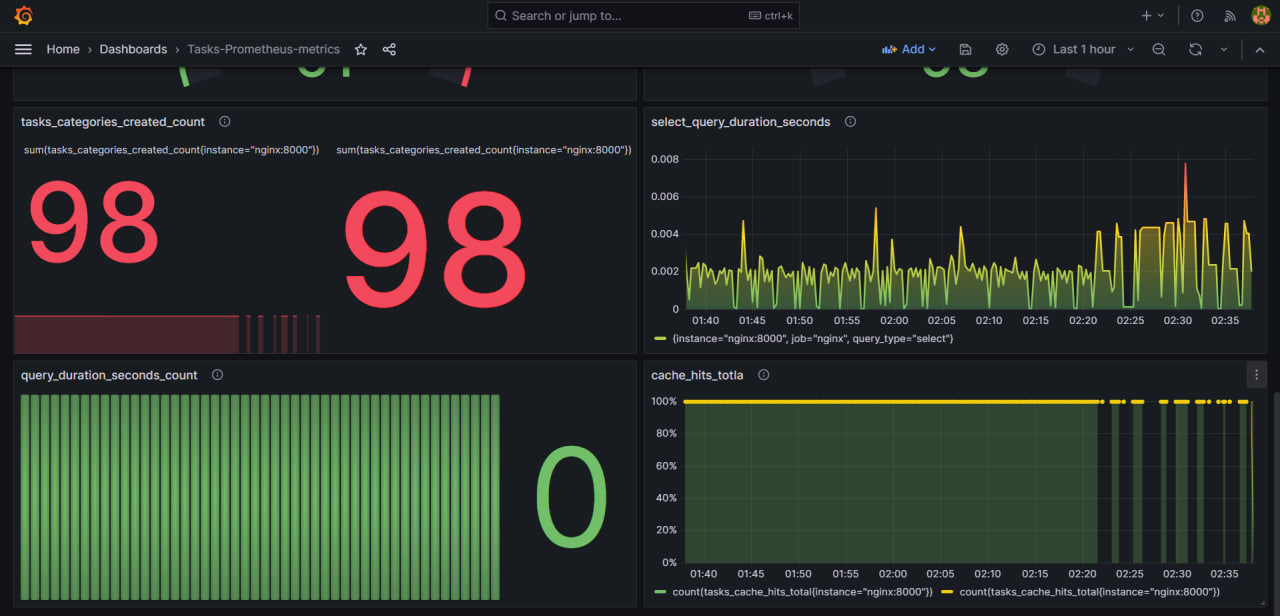 Search or jump to...
ctrl+k
Home › Dashboards › Tasks-Prometheus-metrics
Add
Last 1 hour
tasks_categories_created_count
sum(tasks_categories_created_count{instance="nginx:8000"})
sum(tasks_categories_created_count{instance="nginx:8000"})
98
98
select_query_duration_seconds
0.008
0.006
0.004
0.002
0
01:40 01:45 01:50 01:55 02:00 02:05 02:10 02:15 02:20 02:25 02:30 02:35
{instance="nginx:8000", job="nginx", query_type="select"}
query_duration_seconds_count
0
cache_hits_totla
100%
80%
60%
40%
20%
0%
01:40 01:45 01:50 01:55 02:00 02:05 02:10 02:15 02:20 02:25 02:30 02:35
count(tasks_cache_hits_total{instance="nginx:8000"})
count(tasks_cache_hits_total{instance="nginx:8000"})